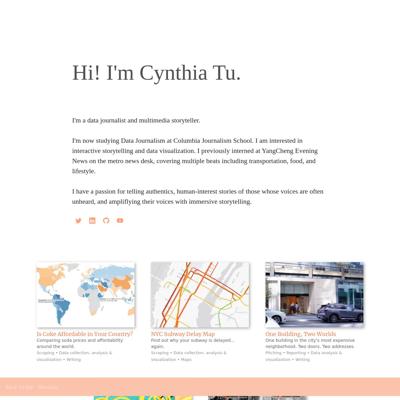 Hi! I'm Cynthia Tu.
I'm a data journalist and multimedia storyteller.
I'm now studying Data Journalism at Columbia Journalism School. I am interested in
interactive storytelling and data visualization. I previously interned at YangCheng Evening
News on the metro news desk, covering multiple beats including transportation, food, and
lifestyle.
I have a passion for telling authentics, human-interest stories of those whose voices are often
unheard, and amplifying their voices with immersive storytelling.
Is Coke Affordable in Your Country?
Comparing soda prices and affordability
around the world.
Scraping • Data collection, analysis &
visualization • Writing
NYC Subway Delay Map
Find out why your subway is delayed...
again.
Scraping • Data collection, analysis &
visualization • Maps
One Building, Two Worlds
One building in the city's most expensive
neighborhood. Two doors. Two addresses.
Pitching • Reporting • Data analysis &
visualization • Writing